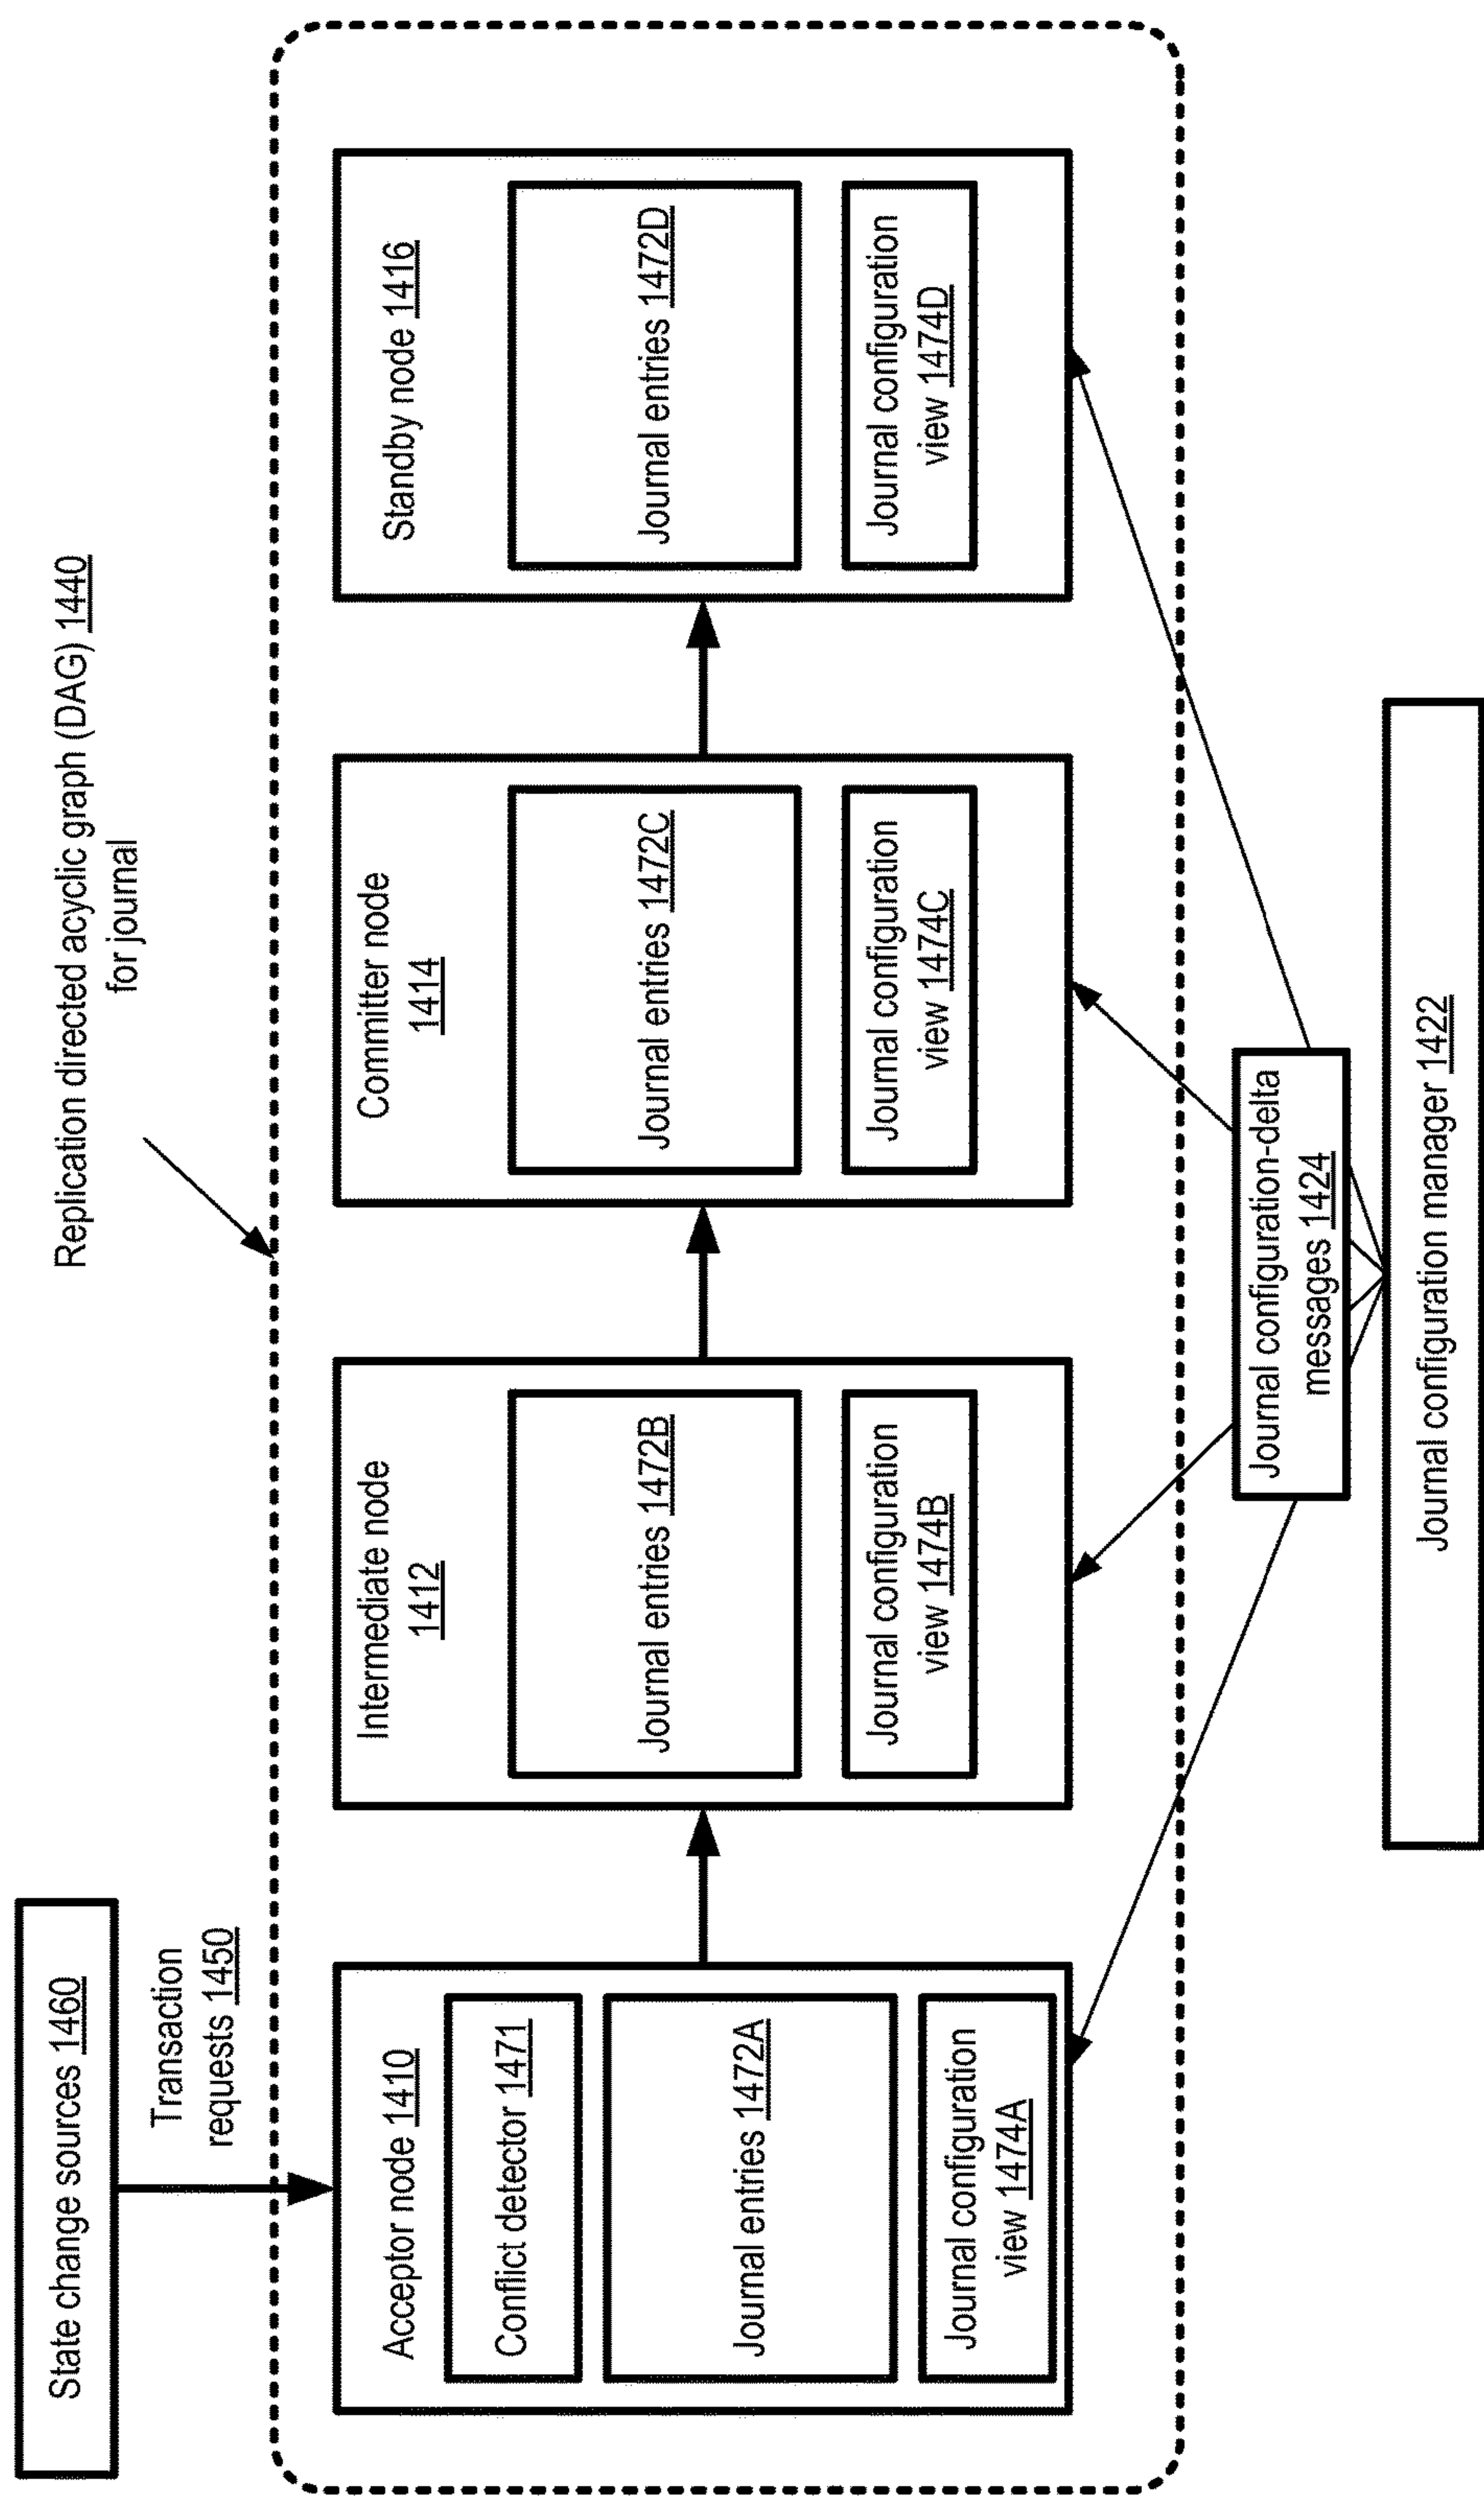 State change sources 1460
Transaction
requests 1450
Replication directed acyclic graph (DAG) 1440
for journal
Acceptor node 1410
Conflict detector 1471
Journal entries 1472A
Journal configuration
view 1474A
Intermediate node
1412
Journal entries 1472B
Journal configuration
view 1474B
Committer node
1414
Journal entries 1472C
Journal configuration
view 1474C
Standby node 1416
Journal entries 1472D
Journal configuration
view 1474D
Journal configuration-delta
messages 1424
Journal configuration manager 1422